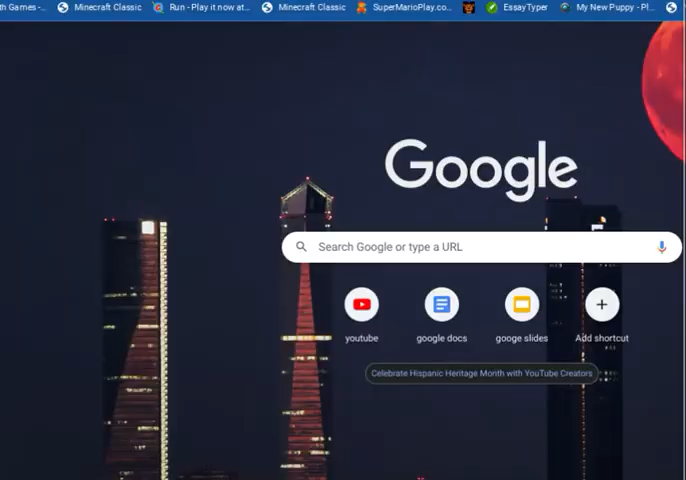 th Games -... Minecraft Classic Run - Play it now at... Minecraft Classic SuperMarioPlay.co... EssayTyper My New Puppy - Pl...
Google
Search Google or type a URL
youtube google docs googe slides Add shortcut
Celebrate Hispanic Heritage Month with YouTube Creators